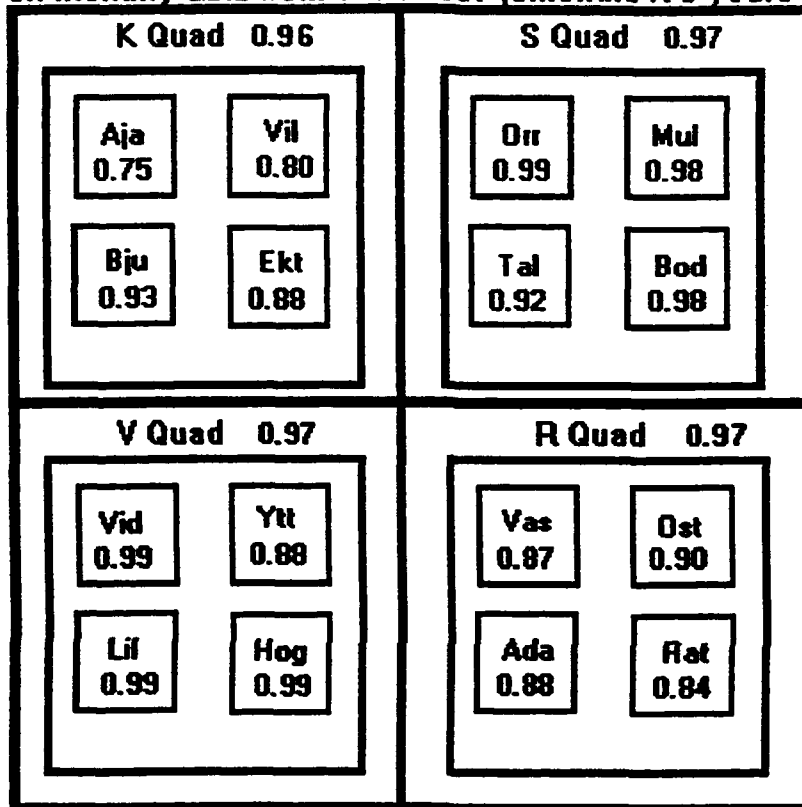 K Quad 0.96
Aja Vil
0.75 0.80
Bju Ekt
0.93 0.88
S Quad 0.97
Orr Mul
0.99 0.98
Tal Bod
0.92 0.98
V Quad 0.97
Vid Ytt
0.99 0.88
Lif Hog
0.99 0.99
R Quad 0.97
Vas Ost
0.87 0.90
Ada Rat
0.88 0.84